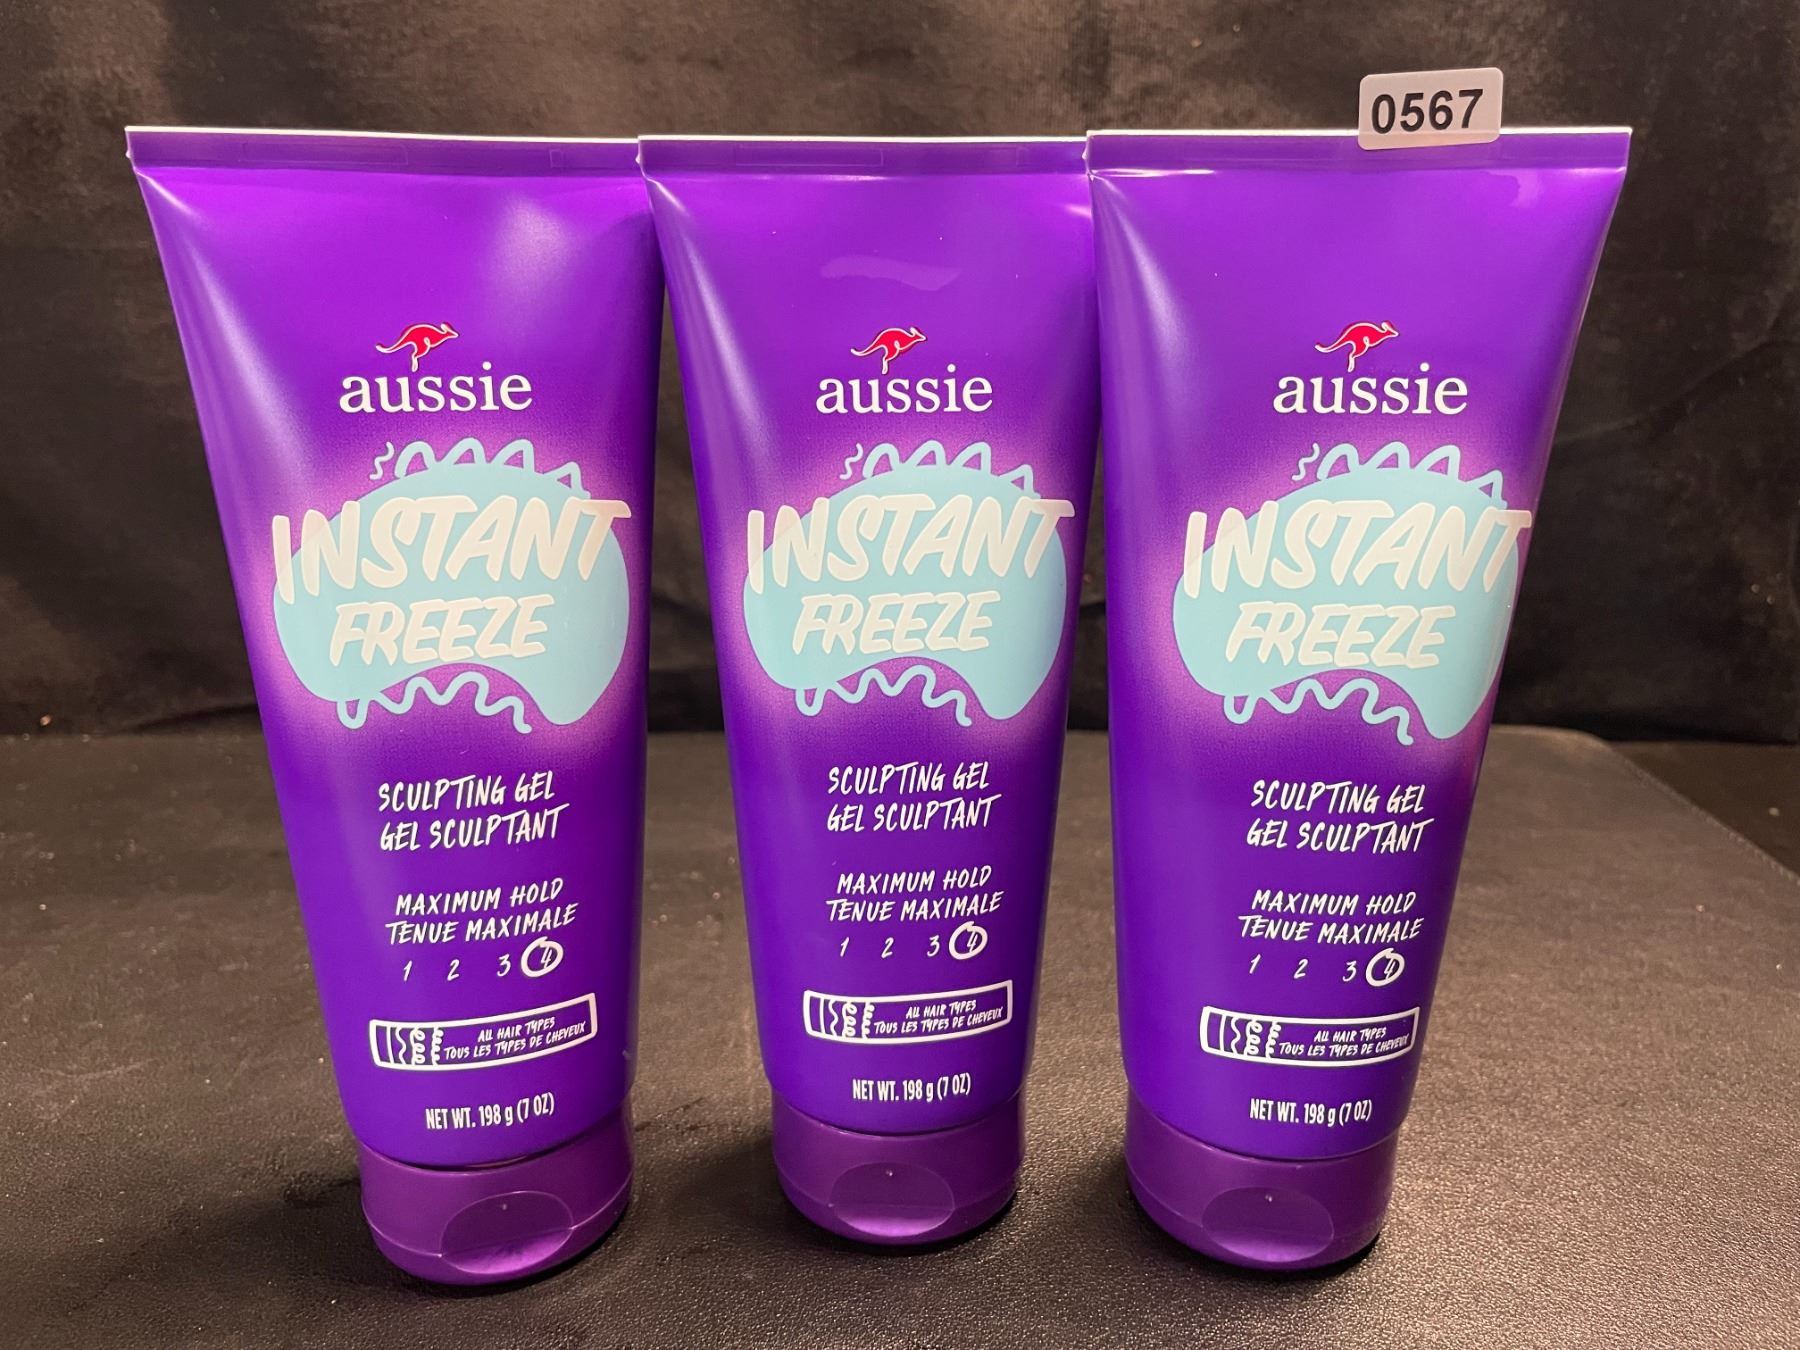 0567
aussie
INSTANT
FREEZE
SCULPTING GEL
GEL SCULPTANT
MAXIMUM HOLD
TENUE MAXIMALE
1 2 3 4
ALL HAIR TYPES
TOUS LES TYPES DE CHEVEUX
NET WT. 198 g (7 OZ)
aussie
INSTANT
FREEZE
SCULPTING GEL
GEL SCULPTANT
MAXIMUM HOLD
TENUE MAXIMALE
1 2 3 4
ALL HAIR TYPES
TOUS LES TYPES DE CHEVEUX
NET WT. 198 g (7 OZ)
aussie
INSTANT
FREEZE
SCULPTING GEL
GEL SCULPTANT
MAXIMUM HOLD
TENUE MAXIMALE
1 2 3 4
ALL HAIR TYPES
TOUS LES TYPES DE CHEVEUX
NET WT. 198 g (7 OZ)